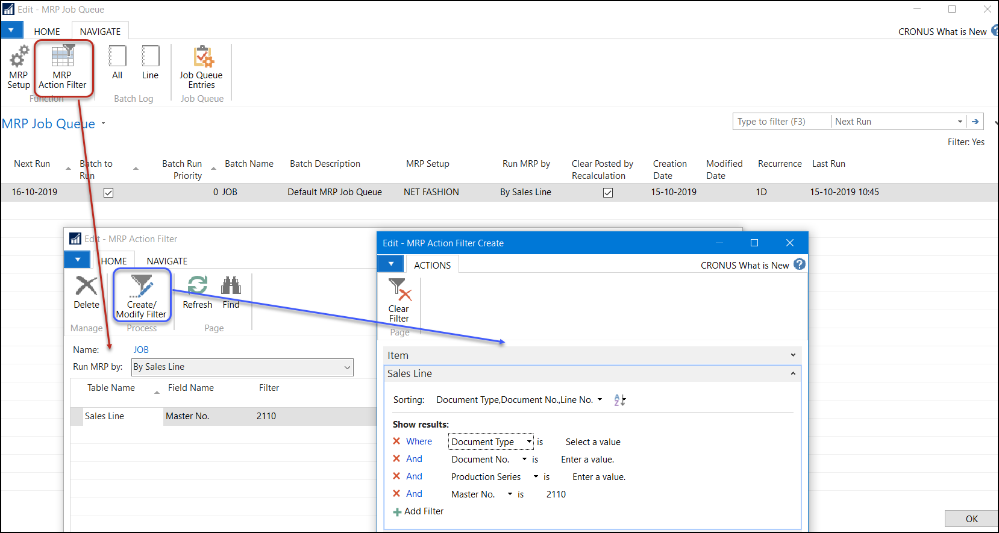 Edit - MRP Job Queue
HOME NAVIGATE
CRONUS What is New
MRP Setup
MRP Action Filter
All
Line
Job Queue Entries
Function
Batch Log
Job Queue
MRP Job Queue
Type to filter (F3) Next Run
Filter: Yes
Next Run Batch to Run Batch Run Priority Batch Name Batch Description MRP Setup Run MRP by Clear Posted by Recalculation Creation Date Modified Date Recurrence Last Run
16-10-2019 0 JOB Default MRP Job Queue NET FASHION By Sales Line 15-10-2019 1D 15-10-2019 10:45
Edit - MRP Action Filter
HOME NAVIGATE
Delete
Create/ Modify Filter
Refresh
Find
Manage
Process
Page
Name: JOB
Run MRP by: By Sales Line
Table Name Field Name Filter
Sales Line Master No. 2110
Edit - MRP Action Filter Create
ACTIONS
CRONUS What is New
Clear Filter
Page
Item
Sales Line
Sorting: Document Type,Document No.,Line No.
Show results:
Where Document Type is Select a value
And Document No. is Enter a value.
And Production Series is Enter a value.
And Master No. is 2110
Add Filter
OK